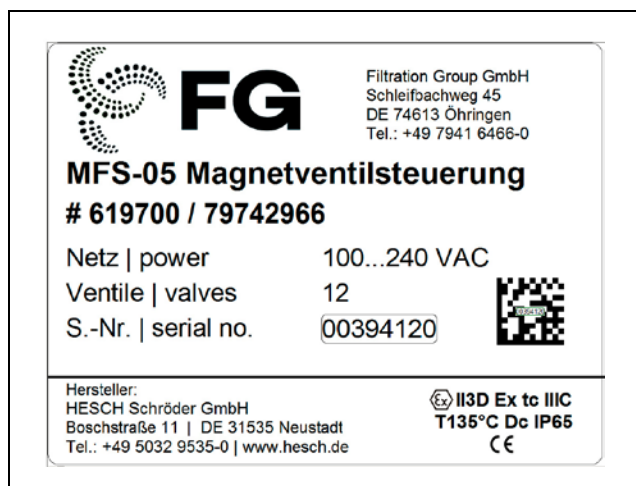 FG
Filtration Group GmbH
Schleifbachweg 45
DE 74613 Öhringen
Tel.: +49 7941 6466-0
MFS-05 Magnetventilsteuerung
# 619700 / 79742966
Netz | power 100...240 VAC
Ventile | valves 12
S.-Nr. | serial no. 00394120
Hersteller:
HESCH Schröder GmbH
Boschstraße 11 | DE 31535 Neustadt
Tel.: +49 5032 9535-0 | www.hesch.de
Ex II3D Ex tc IIIC
T135°C Dc IP65
CE